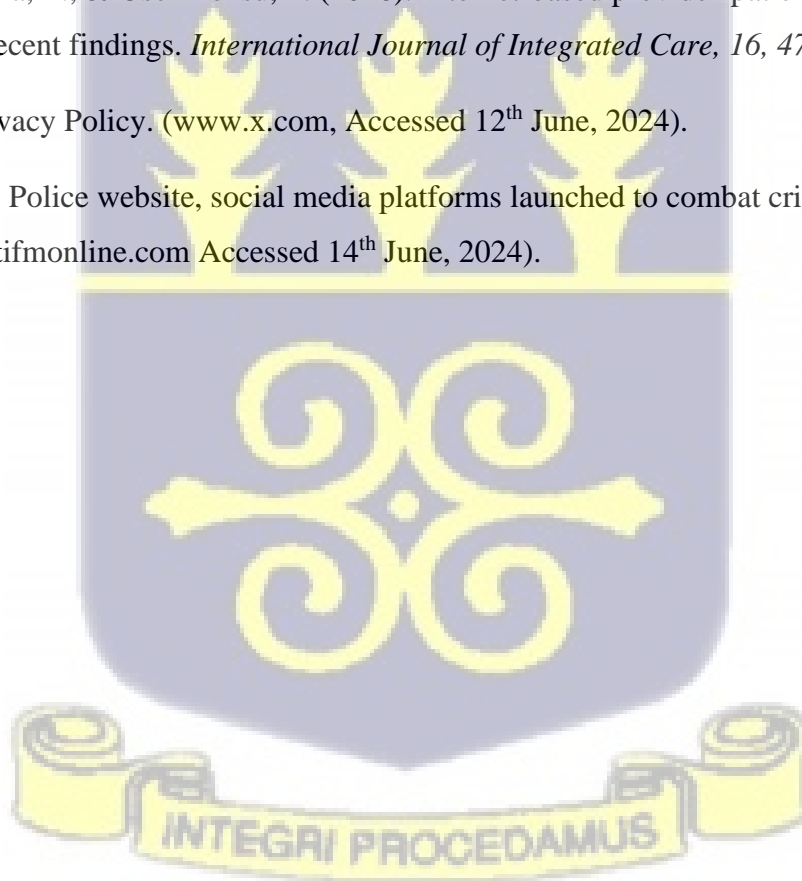 ecent findings. International Journal of Integrated Care, 16, 47
vacy Policy. (www.x.com, Accessed 12th June, 2024).
Police website, social media platforms launched to combat cri
tifmonline.com Accessed 14th June, 2024).
INTEGRI PROCEDAMUS